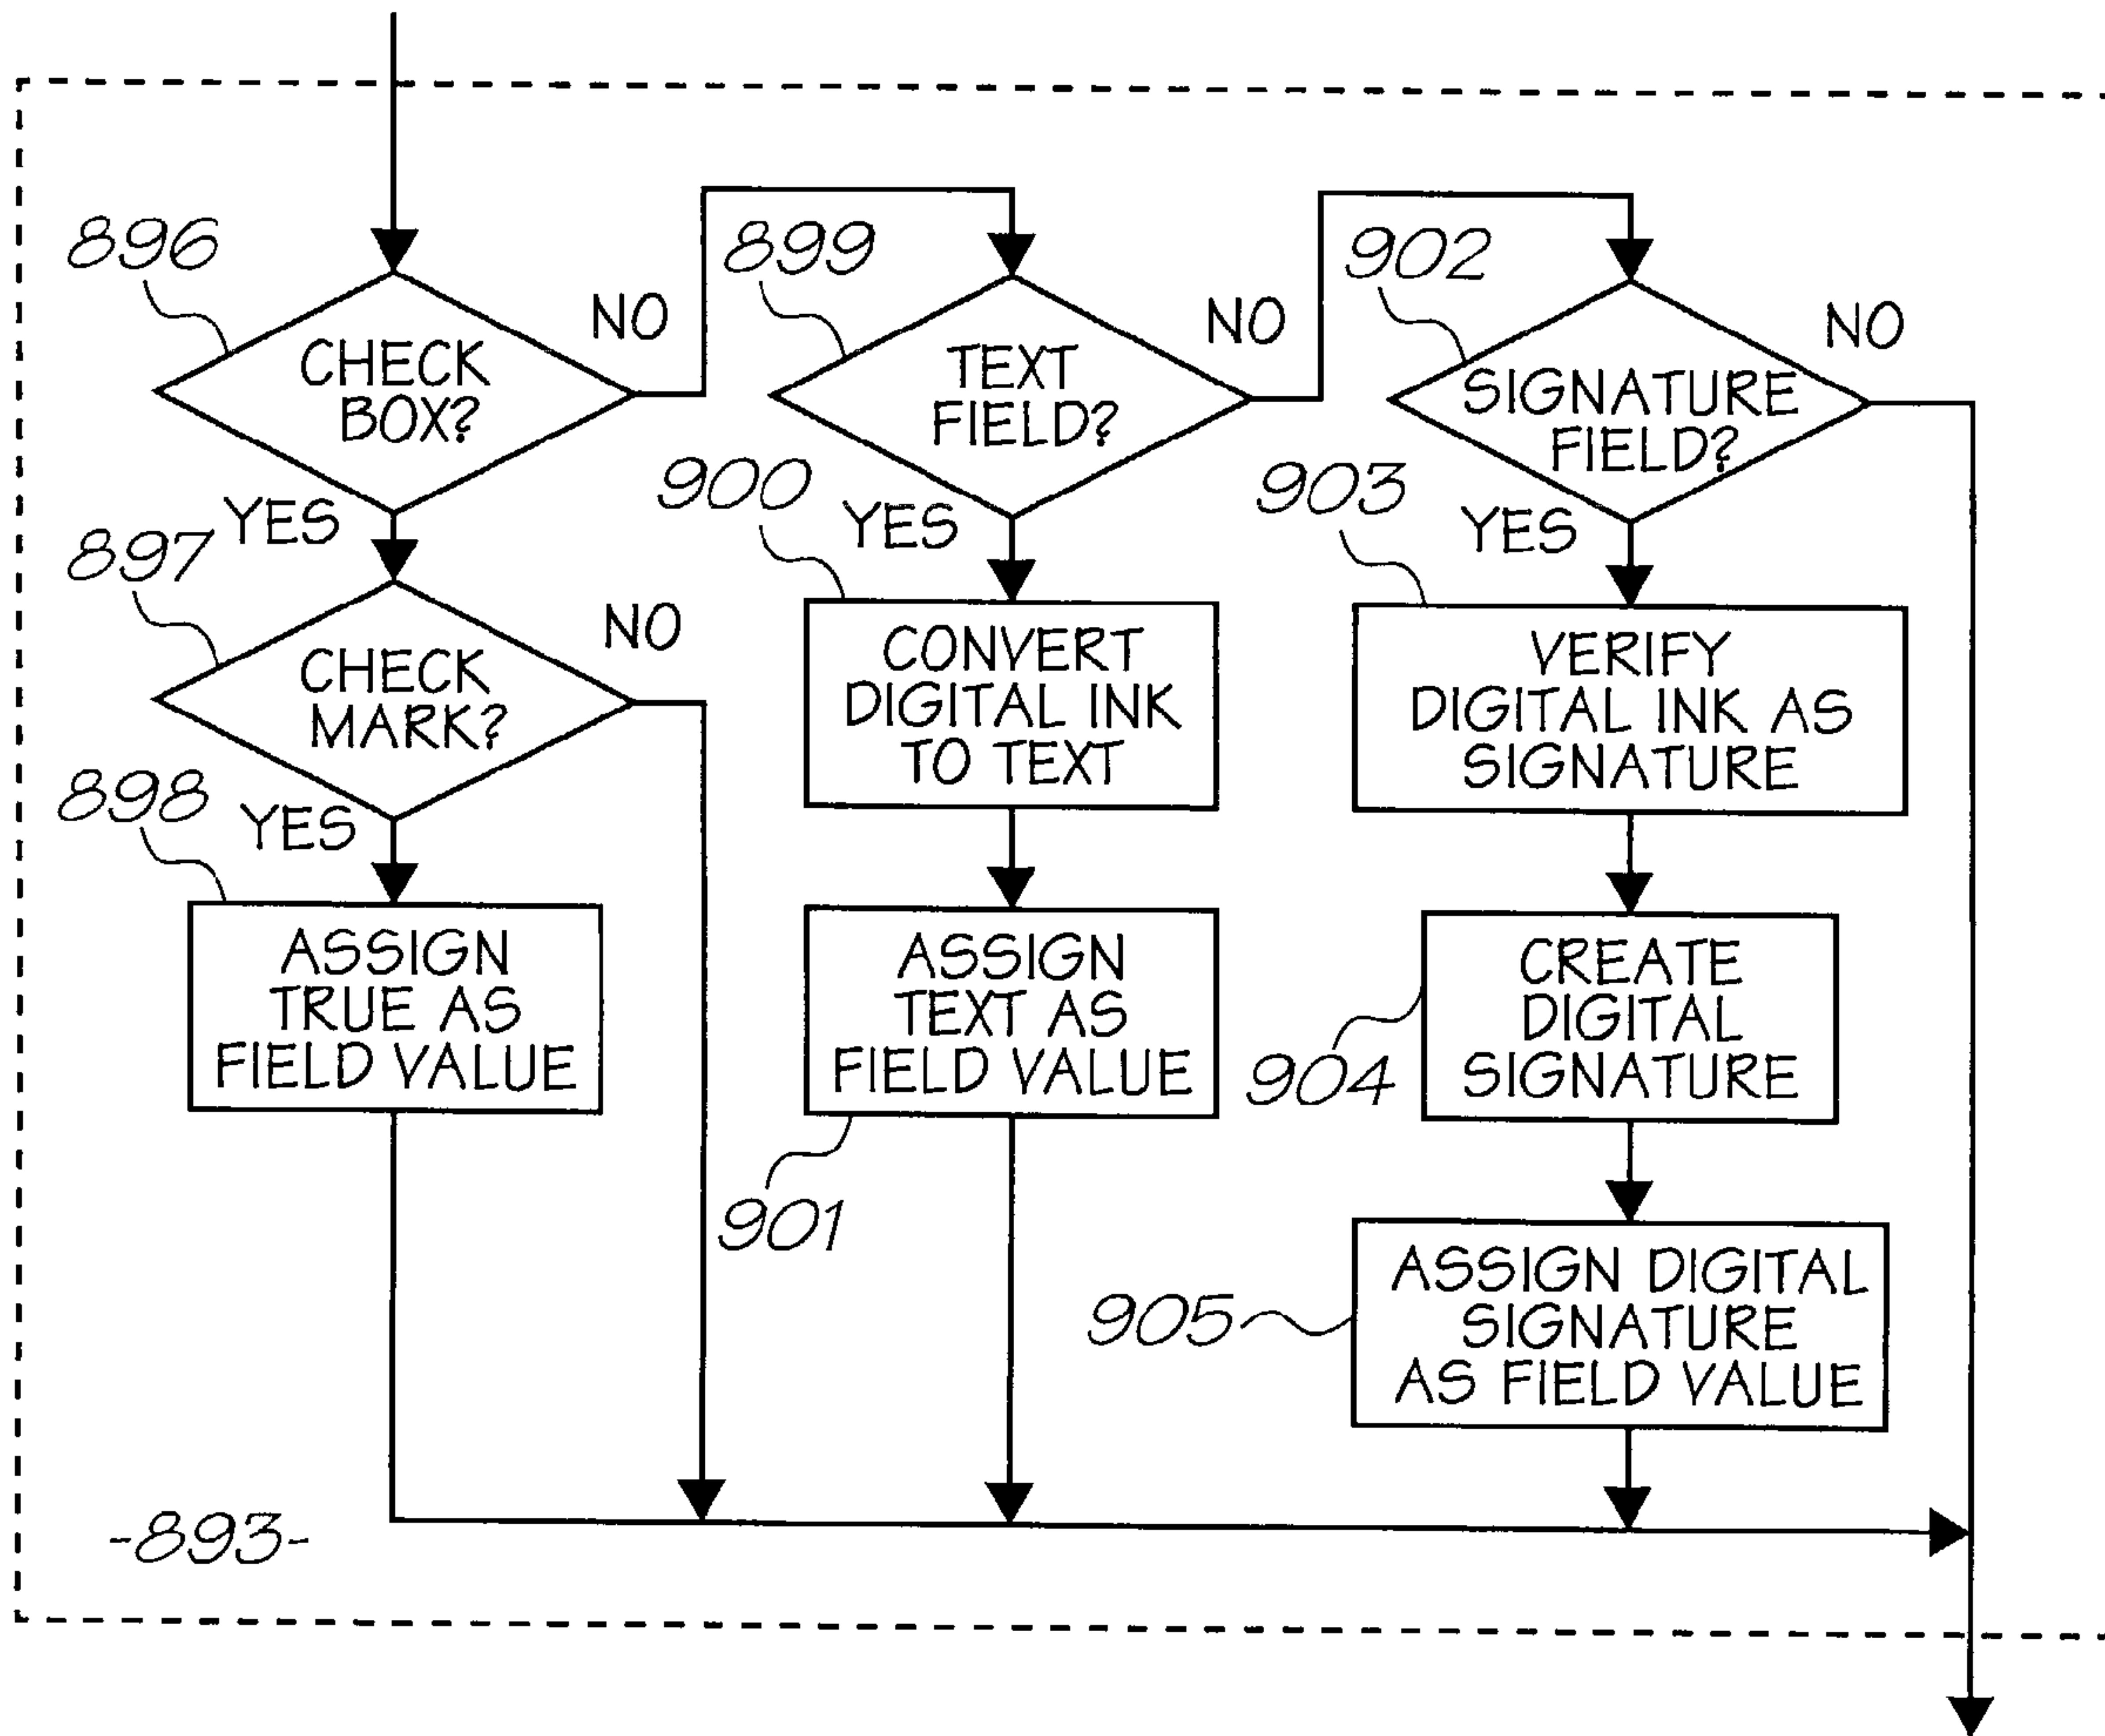 896
CHECK
BOX?
NO
YES
897
CHECK
MARK?
NO
YES
898
ASSIGN
TRUE AS
FIELD VALUE
899
TEXT
FIELD?
NO
YES
900
CONVERT
DIGITAL INK
TO TEXT
ASSIGN
TEXT AS
FIELD VALUE
901
902
SIGNATURE
FIELD?
NO
YES
903
VERIFY
DIGITAL INK AS
SIGNATURE
CREATE
DIGITAL
SIGNATURE
904
ASSIGN DIGITAL
SIGNATURE
AS FIELD VALUE
905
-893-